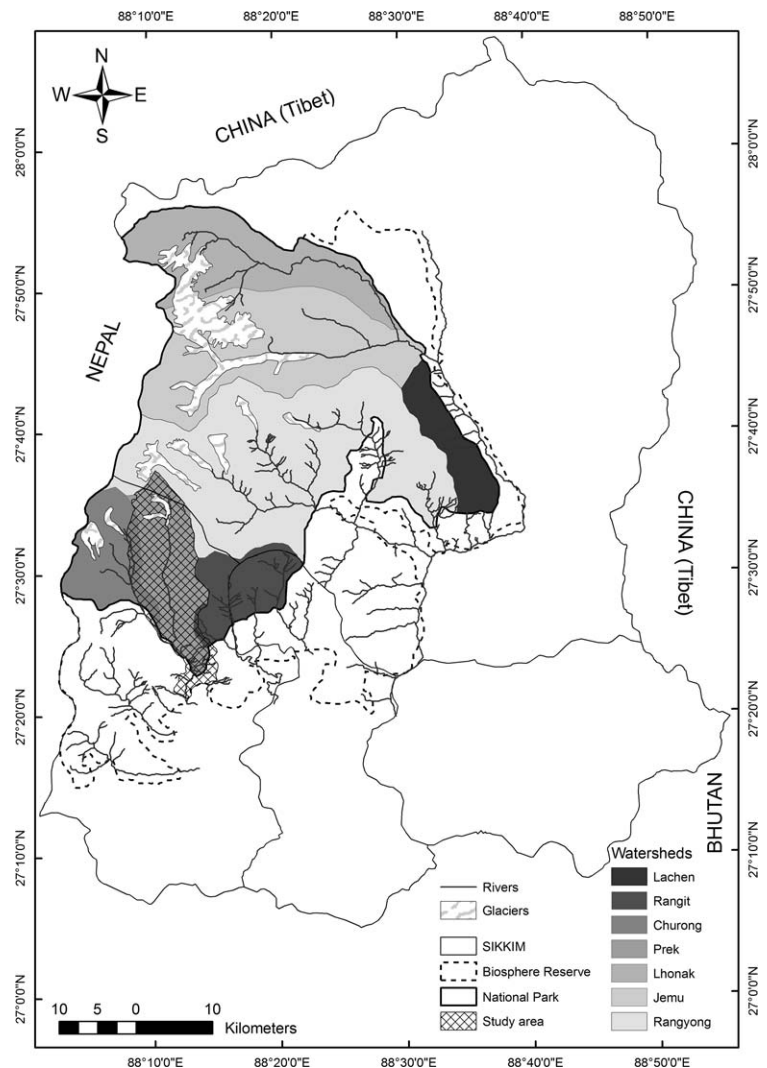 88°10'0"E 88°20'0"E 88°30'0"E 88°40'0"E 88°50'0"E
N
W E
S
CHINA (Tibet)
28°0'0"N 28°0'0"N
27°50'0"N 27°50'0"N
NEPAL
27°40'0"N 27°40'0"N
CHINA (Tibet)
27°30'0"N 27°30'0"N
27°20'0"N 27°20'0"N
BHUTAN
27°10'0"N 27°10'0"N
27°0'0"N 27°0'0"N
Rivers
Glaciers
SIKKIM
Biosphere Reserve
National Park
Study area
Watersheds
Lachen
Rangit
Churong
Prek
Lhonak
Jemu
Rangyong
10 5 0 10
Kilometers
88°10'0"E 88°20'0"E 88°30'0"E 88°40'0"E 88°50'0"E